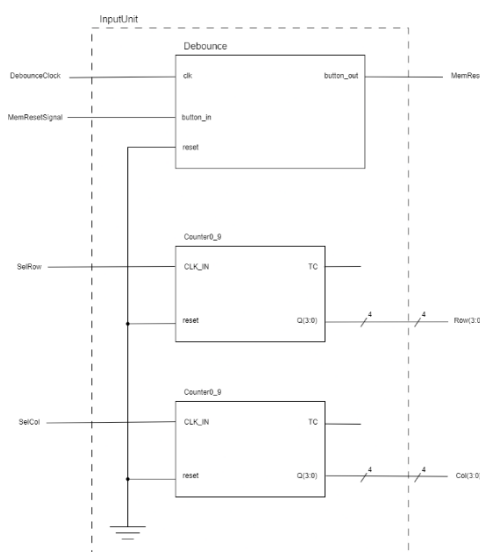 InputUnit
Debounce
DebounceClock
clk
button_out
MemRes
MemResetSignal
button_in
reset
Counter0_9
SelRow
CLK_IN
TC
reset
Q(3:0)
4
4
Row(3:0
Counter0_9
SelCol
CLK_IN
TC
reset
Q(3:0)
4
4
Col(3:0)